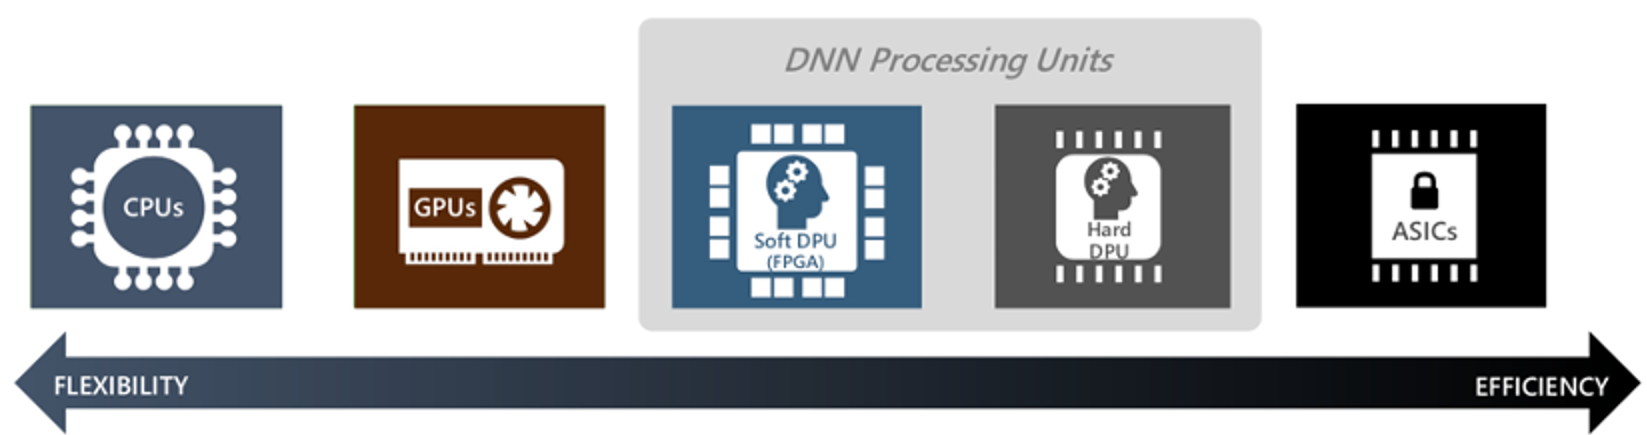 DNN Processing Units
CPUs
GPUs
Soft DPU
(FPGA)
Hard
DPU
ASICs
FLEXIBILITY
EFFICIENCY